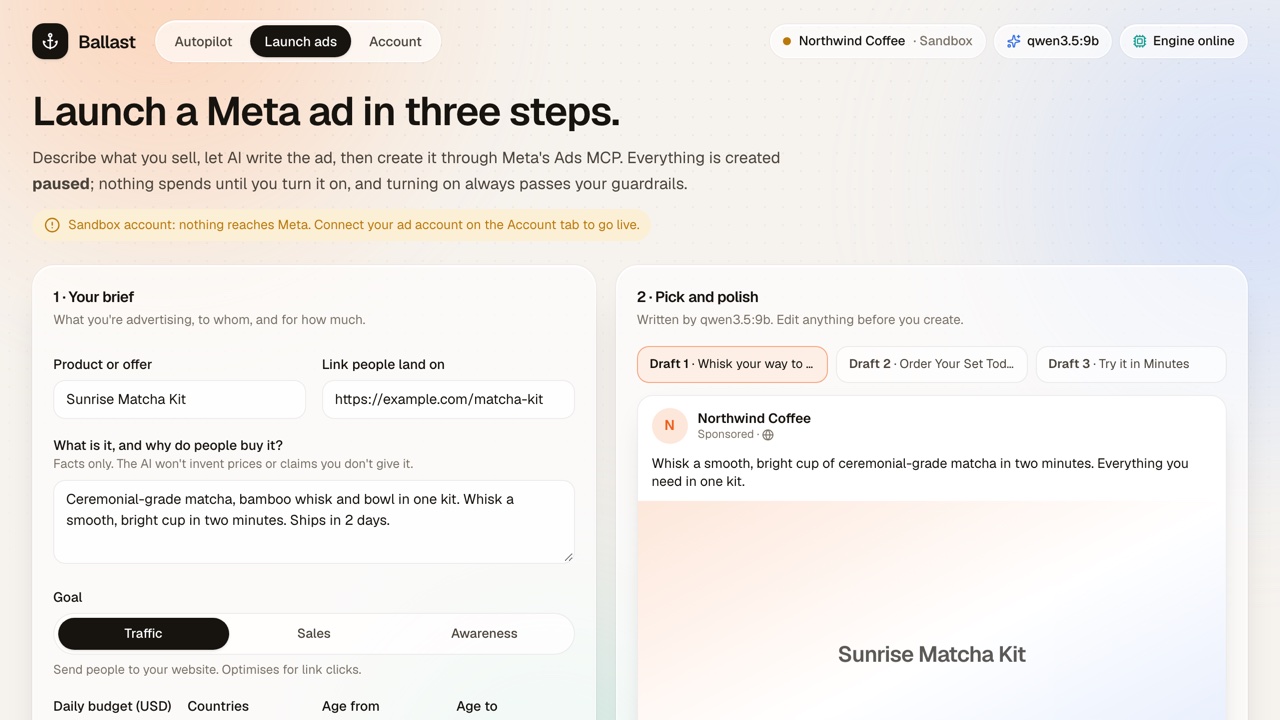 Ballast
Autopilot
Launch ads
Account
Northwind Coffee · Sandbox
qwen3.5:9b
Engine online
Launch a Meta ad in three steps.
Describe what you sell, let AI write the ad, then create it through Meta's Ads MCP. Everything is created
paused; nothing spends until you turn it on, and turning on always passes your guardrails.
Sandbox account: nothing reaches Meta. Connect your ad account on the Account tab to go live.
1 · Your brief
What you're advertising, to whom, and for how much.
Product or offer
Link people land on
Sunrise Matcha Kit
https://example.com/matcha-kit
What is it, and why do people buy it?
Facts only. The AI won't invent prices or claims you don't give it.
Ceremonial-grade matcha, bamboo whisk and bowl in one kit. Whisk a
smooth, bright cup in two minutes. Ships in 2 days.
Goal
Traffic
Sales
Awareness
Send people to your website. Optimises for link clicks.
Daily budget (USD)
Countries
Age from
Age to
2 · Pick and polish
Written by qwen3.5:9b. Edit anything before you create.
Draft 1 · Whisk your way to ...
Draft 2 · Order Your Set Tod...
Draft 3 · Try it in Minutes
N
Northwind Coffee
Sponsored ·
Whisk a smooth, bright cup of ceremonial-grade matcha in two minutes. Everything you
need in one kit.
Sunrise Matcha Kit